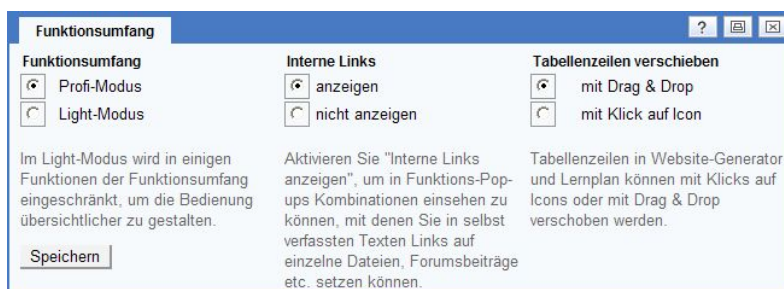 Funktionsumfang
?
Funktionsumfang
Profi-Modus
Light-Modus
Im Light-Modus wird in einigen
Funktionen der Funktionsumfang
eingeschränkt, um die Bedienung
übersichtlicher zu gestalten.
Speichern
Interne Links
anzeigen
nicht anzeigen
Aktivieren Sie "Interne Links
anzeigen", um in Funktions-Pop-
ups Kombinationen einsehen zu
können, mit denen Sie in selbst
verfassten Texten Links auf
einzelne Dateien, Forumsbeiträge
etc. setzen können.
Tabellenzeilen verschieben
mit Drag & Drop
mit Klick auf Icon
Tabellenzeilen in Website-Generator
und Lernplan können mit Klicks auf
Icons oder mit Drag & Drop
verschoben werden.